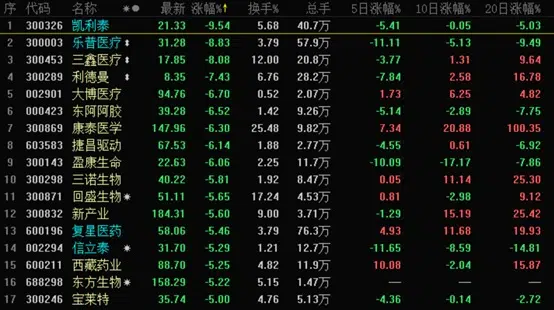 序 代码 名称 *● 最新 涨幅%↑ 换手% 总手 5日涨幅% 10日涨幅% 20日涨幅%
1 300326 凯利泰 21.33 -9.54 5.68 40.7万 -5.41 -0.05 -5.03
2 300003 乐普医疗 31.28 -8.83 3.79 57.9万 -11.11 -5.13 -9.49
3 300453 三鑫医疗 17.85 -8.08 12.00 20.8万 -3.77 1.31 9.64
4 300289 利德曼 8.35 -7.43 6.76 28.2万 -7.84 2.58 16.78
5 002901 大博医疗 94.76 -6.70 0.52 2.07万 1.73 6.25 4.82
6 000423 东阿阿胶 39.28 -6.52 1.42 9.26万 -5.14 -2.89 -7.75
7 300869 康泰医学 147.96 -6.30 25.48 9.82万 7.34 20.88 100.35
8 603583 捷昌驱动 67.53 -6.14 1.88 2.77万 -4.55 0.61 -6.92
9 300143 盈康生命 22.63 -6.06 2.25 11.7万 -10.09 -17.17 -7.86
10 300298 三诺生物 40.22 -5.81 1.92 8.47万 0.05 11.14 25.30
11 300871 回盛生物* 51.11 -5.65 17.24 4.53万 0.81 -2.98 9.12
12 300832 新产业 184.31 -5.60 9.00 3.71万 -1.29 15.19 25.42
13 600196 复星医药 58.06 -5.46 3.79 76.3万 4.93 11.68 19.93
14 002294 信立泰 * 31.70 -5.29 1.21 12.7万 -11.65 -8.59 -14.81
15 600211 西藏药业 88.70 -5.25 4.82 11.9万 10.08 -2.04 15.87
16 688298 东方生物* 158.29 -5.22 5.15 1.47万 — — —
17 300246 宝莱特 35.74 -5.00 4.76 5.13万 -4.36 -0.14 -2.72